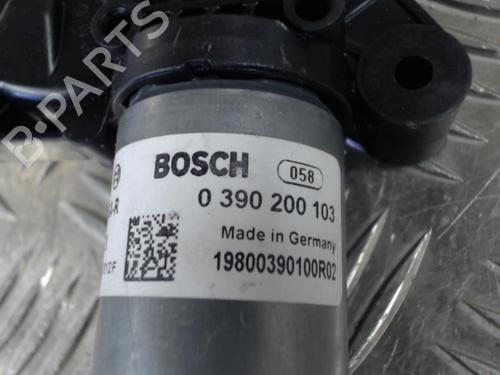 B·PARTS
BOSCH
058
0 390 200 103
Made in Germany
19800390100R02